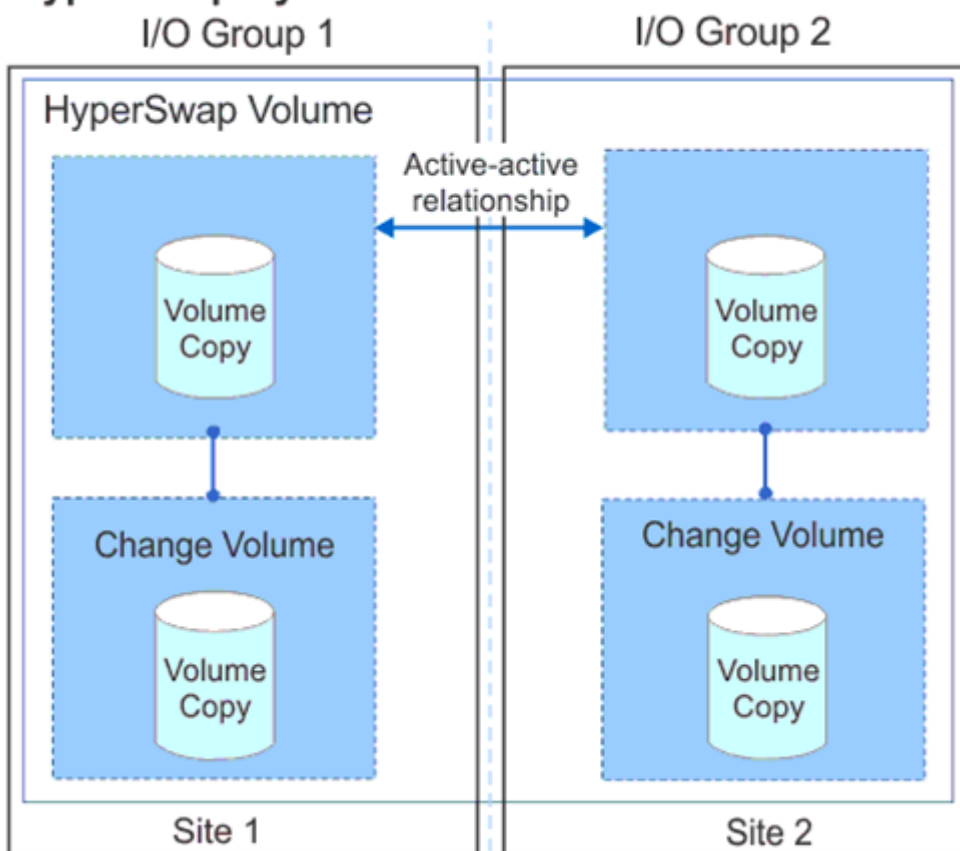 I/O Group 1
I/O Group 2
HyperSwap Volume
Active-active
relationship
Volume
Copy
Volume
Copy
Change Volume
Volume
Copy
Change Volume
Volume
Copy
Site 1
Site 2